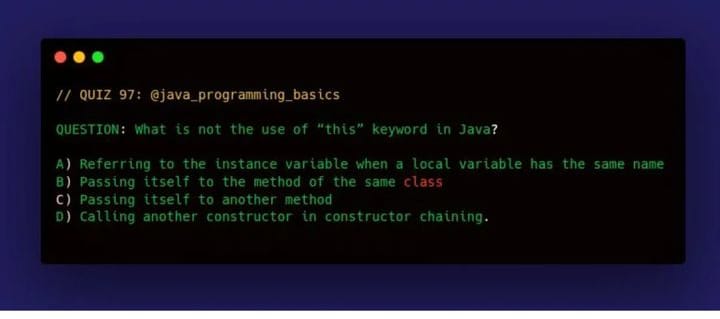 // QUIZ 97: @java_programming_basics
QUESTION: What is not the use of “this” keyword in Java?
A) Referring to the instance variable when a local variable has the same name
B) Passing itself to the method of the same class
C) Passing itself to another method
D) Calling another constructor in constructor chaining.